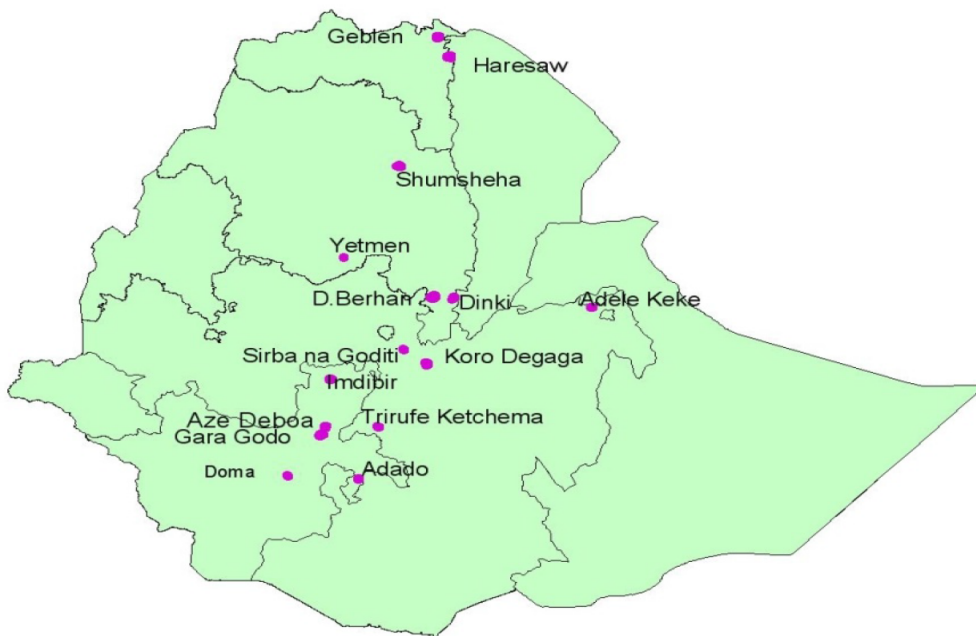 Geblen
Haresaw
Shumsheha
Yetmen
D.Berhan
Dinki
Adele Keke
Sirba na Goditi
Koro Degaga
Imdibir
Aze Deboa
Trirufe Ketchema
Gara Godo
Doma
Adado